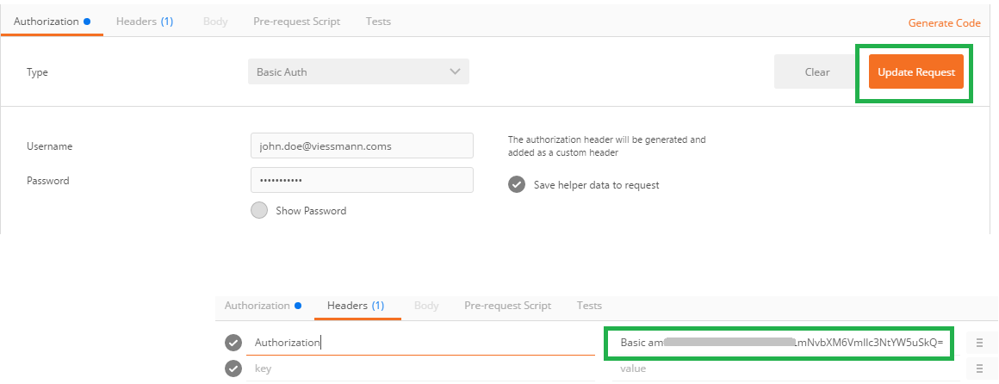 Authorization Headers (1) Body Pre-request Script Tests
Generate Code
Type Basic Auth Clear Update Request
Username john.doe@viessmann.coms
The authorization header will be generated and
added as a custom header
Password •••••••••••
Save helper data to request
Show Password
Authorization Headers (1) Body Pre-request Script Tests
Authorization Basic am
key value